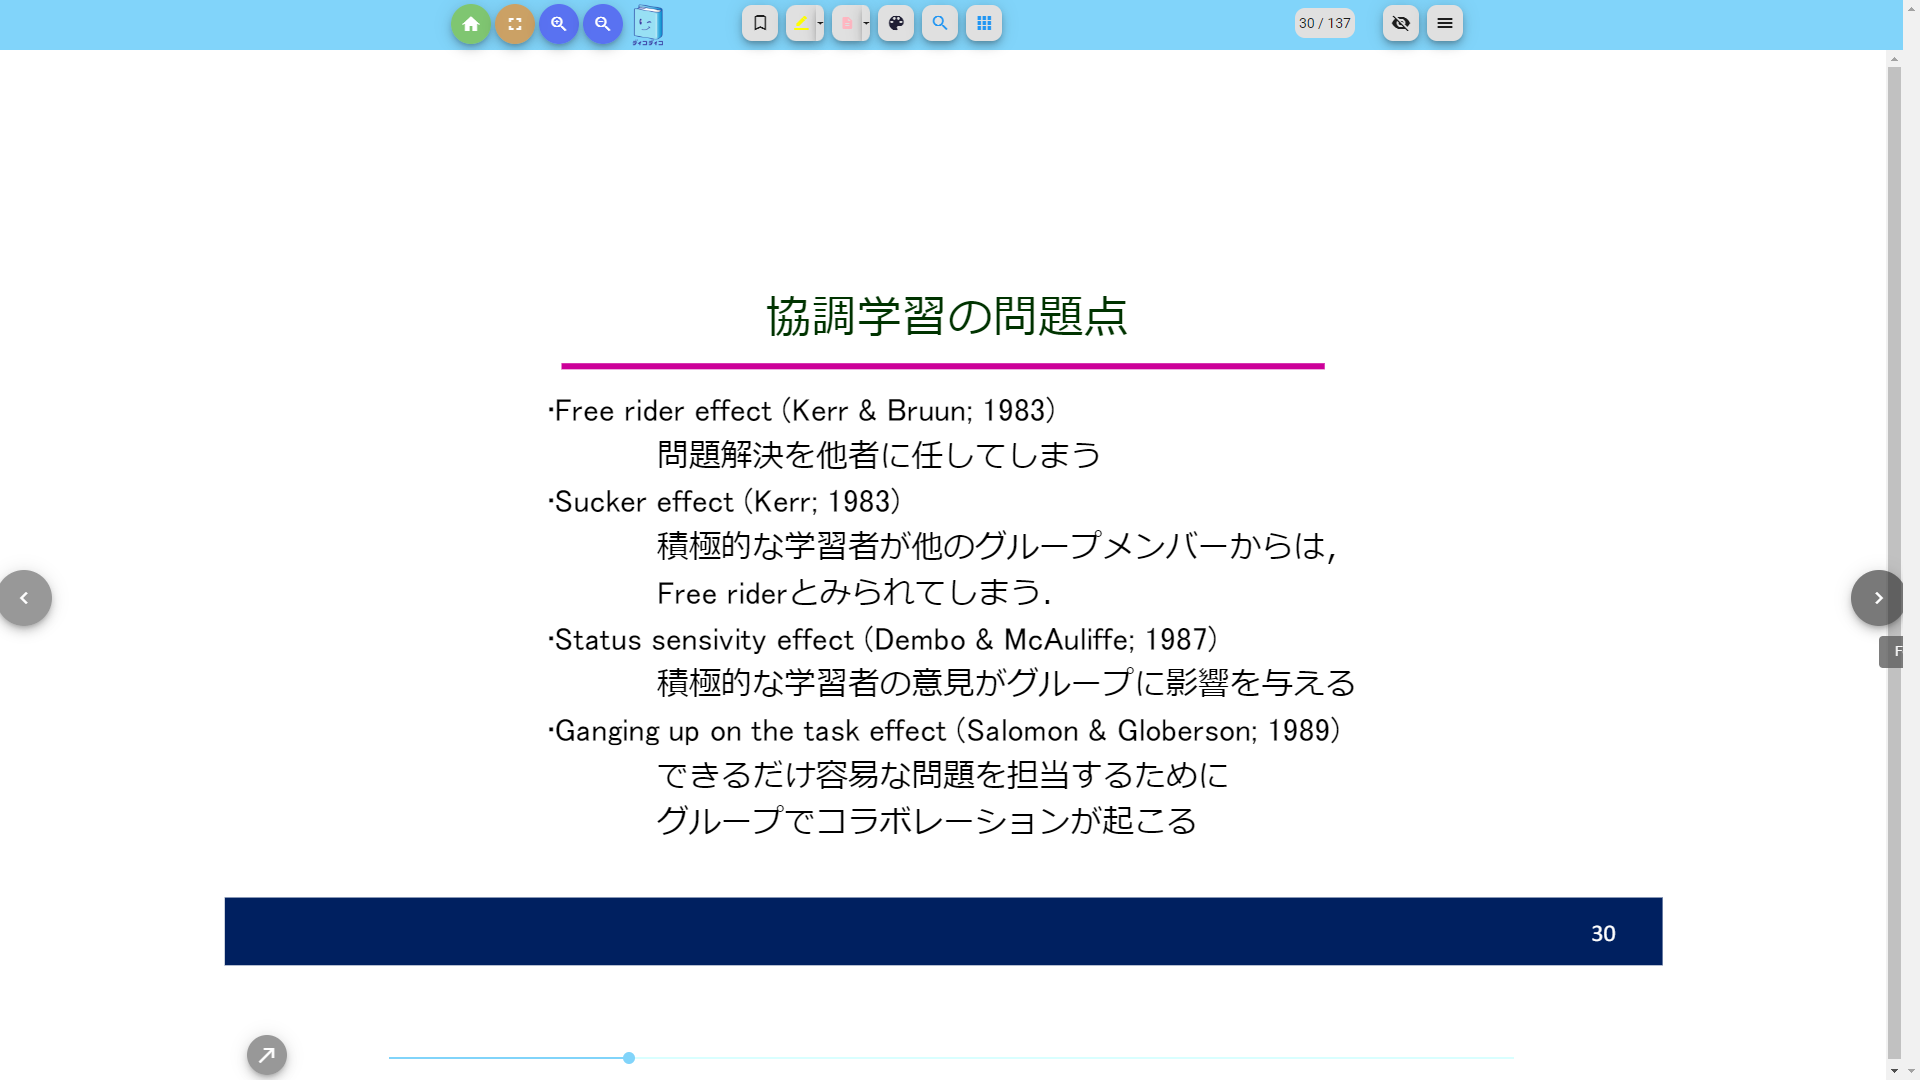 ダィコダィコ
30 / 137
協調学習の問題点
・Free rider effect (Kerr & Bruun; 1983)
問題解決を他者に任してしまう
・Sucker effect (Kerr; 1983)
積極的な学習者が他のグループメンバーからは,
Free riderとみられてしまう.
・Status sensivity effect (Dembo & McAuliffe; 1987)
積極的な学習者の意見がグループに影響を与える
・Ganging up on the task effect (Salomon & Globerson; 1989)
できるだけ容易な問題を担当するために
グループでコラボレーションが起こる
F
30